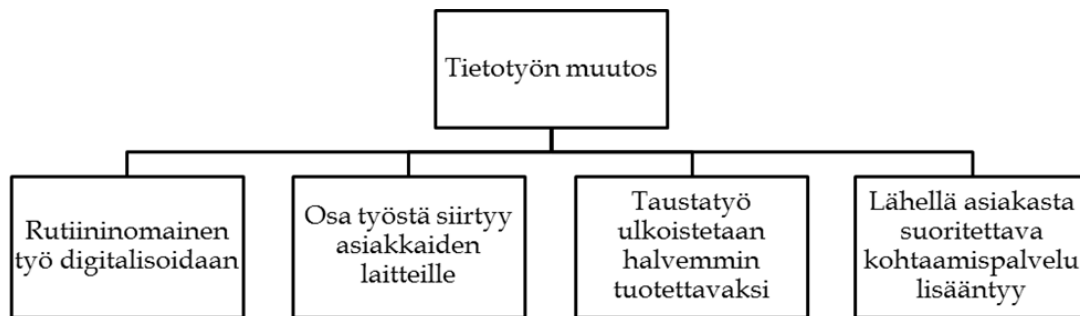 Tietotyön muutos
Rutiininomainen
työ digitalisoidaan
Osa työstä siirtyy
asiakkaiden
laitteille
Taustatyö
ulkoistetaan
halvemmin
tuotettavaksi
Lähellä asiakasta
suoritettava
kohtaamispalvelu
lisääntyy